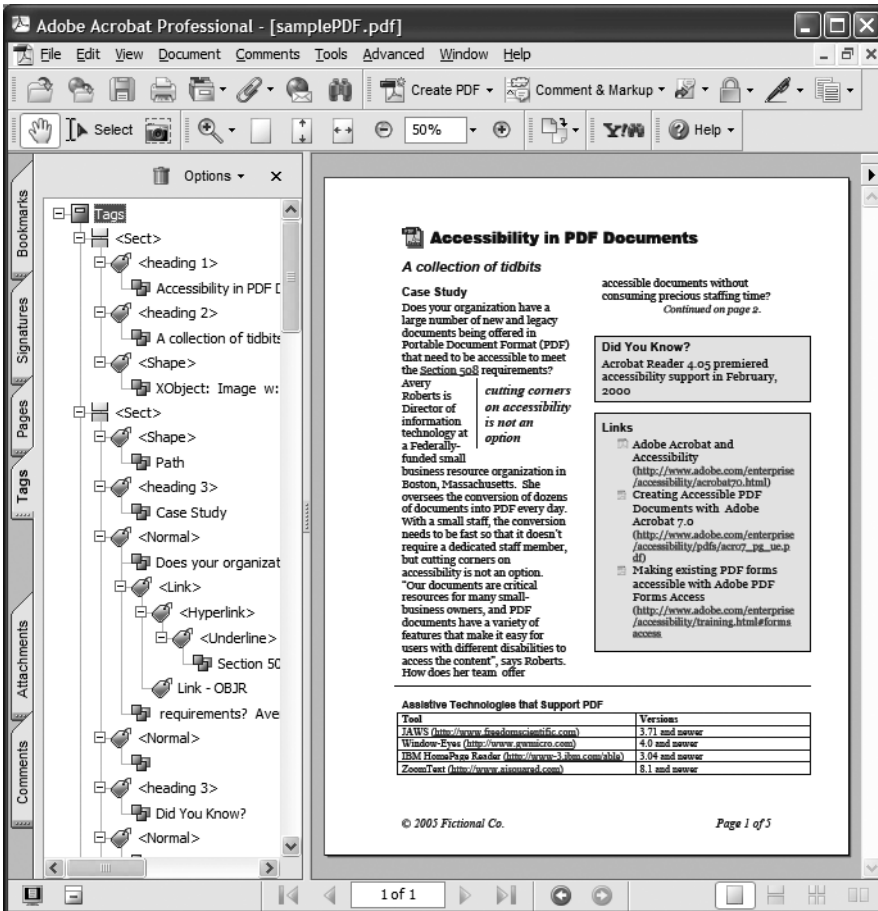 Adobe Acrobat Professional - [samplePDF.pdf]
File Edit View Document Comments Tools Advanced Window Help
Create PDF Comment & Markup
Select 50% Y! Help
Bookmarks
Signatures
Pages
Tags
Attachments
Comments
Options x
Tags
<Sect>
<heading 1>
Accessibility in PDF D
<heading 2>
A collection of tidbits
<Shape>
XObject: Image w:
<Sect>
<Shape>
Path
<heading 3>
Case Study
<Normal>
Does your organizat
<Link>
<Hyperlink>
<Underline>
Section 50
Link - OBJR
requirements? Ave
<Normal>
<heading 3>
Did You Know?
<Normal>
Accessibility in PDF Documents
A collection of tidbits
Case Study
Does your organization have a
large number of new and legacy
documents being offered in
Portable Document Format (PDF)
that need to be accessible to meet
the Section 508 requirements?
Avery
Roberts is
Director of
information
technology at
a Federally-
funded small
business resource organization in
Boston, Massachusetts. She
oversees the conversion of dozens
of documents into PDF every day.
With a small staff, the conversion
needs to be fast so that it doesn't
require a dedicated staff member,
but cutting corners on
accessibility is not an option.
"Our documents are critical
resources for many small-
business owners, and PDF
documents have a variety of
features that make it easy for
users with different disabilities to
access the content", says Roberts.
How does her team offer
cutting corners
on accessibility
is not an
option
accessible documents without
consuming precious staffing time?
Continued on page 2.
Did You Know?
Acrobat Reader 4.05 premiered
accessibility support in February,
2000
Links
Adobe Acrobat and
Accessibility
(http://www.adobe.com/enterprise
/accessibility/acrobat70.html)
Creating Accessible PDF
Documents with Adobe
Acrobat 7.0
(http://www.adobe.com/enterprise
/accessibility/pdfs/acro7_pg_ue.p
df)
Making existing PDF forms
accessible with Adobe PDF
Forms Access
(http://www.adobe.com/enterprise
/accessibility/training.html#forms
access
Assistive Technologies that Support PDF
Tool Versions
JAWS (http://www.freedomscientific.com) 3.71 and newer
Window-Eyes (http://www.gwmicro.com) 4.0 and newer
IBM HomePage Reader (http://www-3.ibm.com/able) 3.04 and newer
ZoomText (http://www.aisquared.com) 8.1 and newer
© 2005 Fictional Co. Page 1 of 5
1 of 1